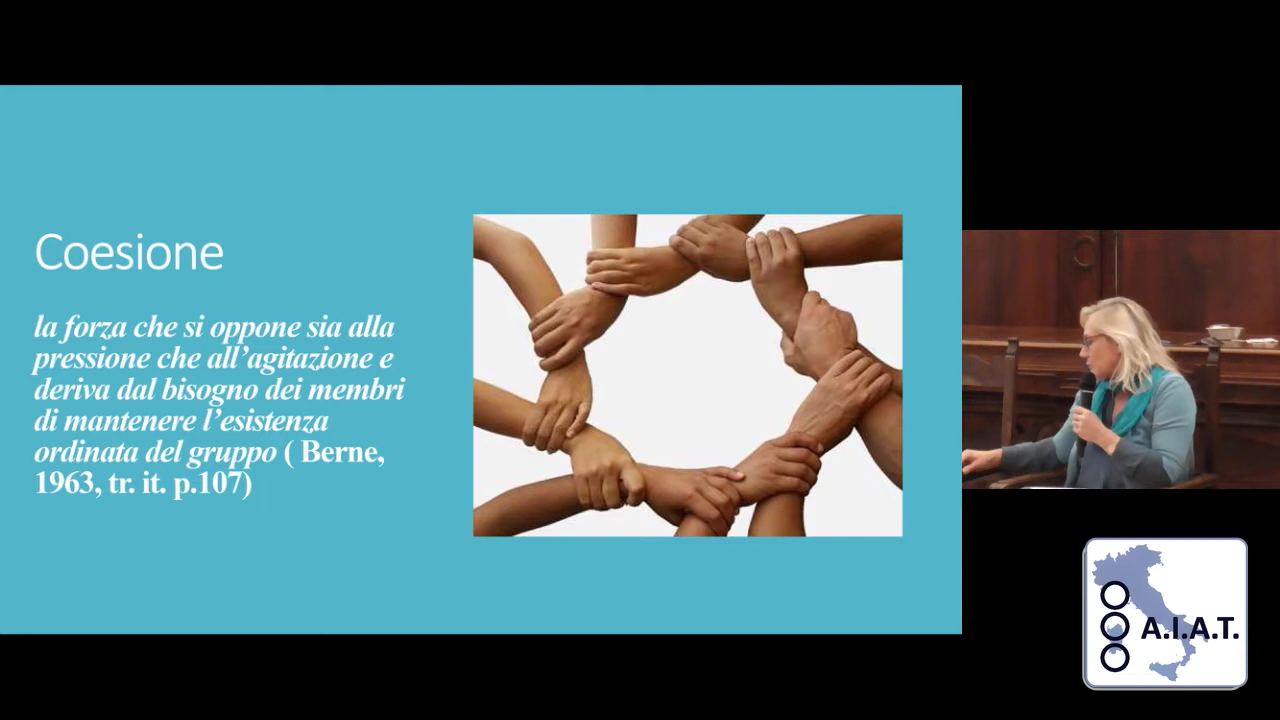 Coesione
la forza che si oppone sia alla
pressione che all’agitazione e
deriva dal bisogno dei membri
di mantenere l’esistenza
ordinata del gruppo ( Berne,
1963, tr. it. p.107)
A.I.A.T.